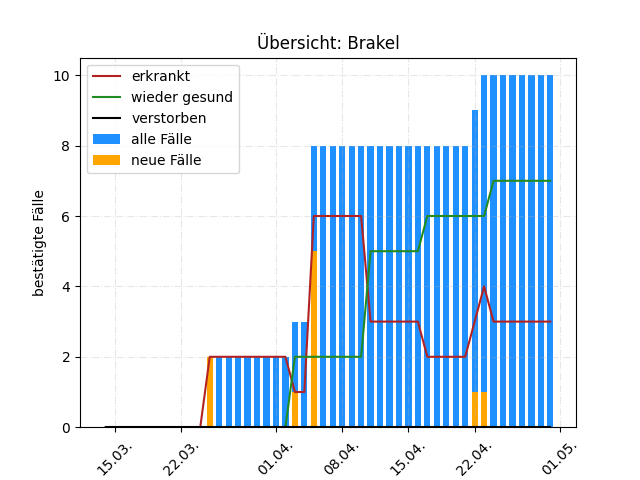 Übersicht: Brakel
erkrankt
wieder gesund
verstorben
alle Fälle
neue Fälle
bestätigte Fälle
10
8
6
4
2
0
15.03.
22.03.
01.04.
08.04.
15.04.
22.04.
01.05.